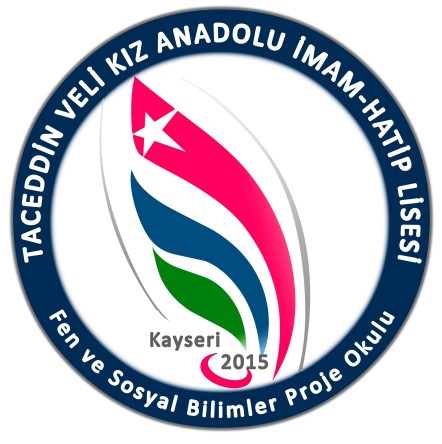 TACEDDİN VELİ KIZ ANADOLU İMAM-HATİP LİSESİ
Kayseri
2015
Fen ve Sosyal Bilimler Proje Okulu